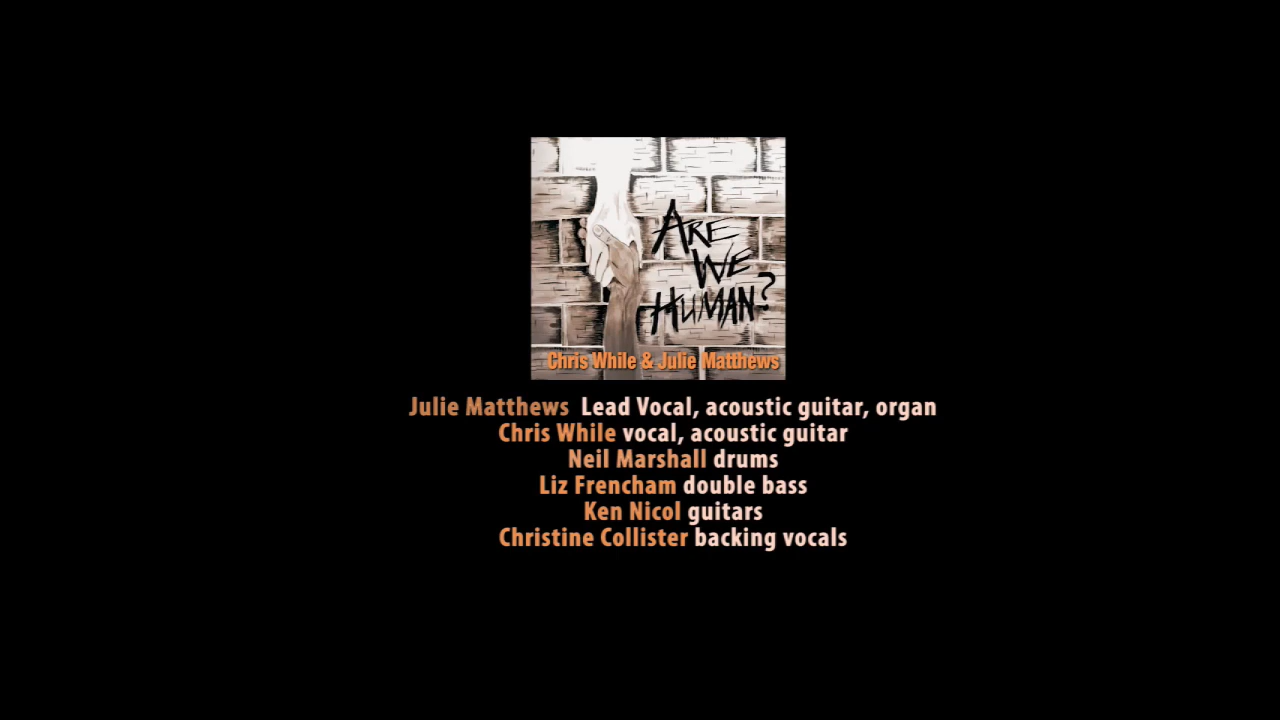 ARE
WE
HUMAN?
Chris While & Julie Matthews
Julie Matthews Lead Vocal, acoustic guitar, organ
Chris While vocal, acoustic guitar
Neil Marshall drums
Liz Frencham double bass
Ken Nicol guitars
Christine Collister backing vocals